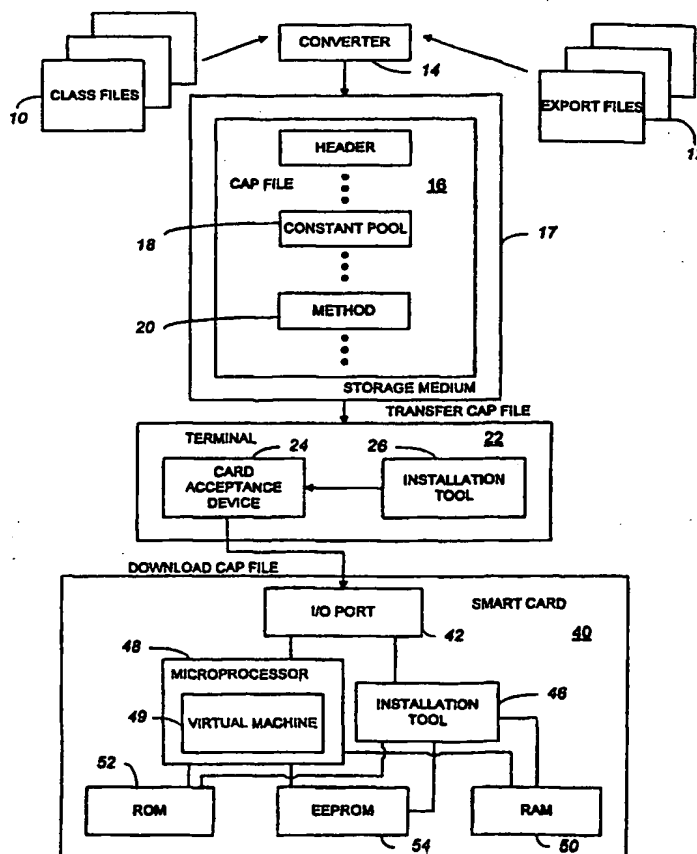 CONVERTER
14
10
CLASS FILES
EXPORT FILES
HEADER
CAP FILE
16
18
CONSTANT POOL
17
20
METHOD
STORAGE MEDIUM
TRANSFER CAP FILE
TERMINAL
24
26
22
CARD
ACCEPTANCE
DEVICE
INSTALLATION
TOOL
DOWNLOAD CAP FILE
I/O PORT
SMART CARD
42
40
48
MICROPROCESSOR
46
49
VIRTUAL MACHINE
INSTALLATION
TOOL
52
ROM
EEPROM
RAM
54
50